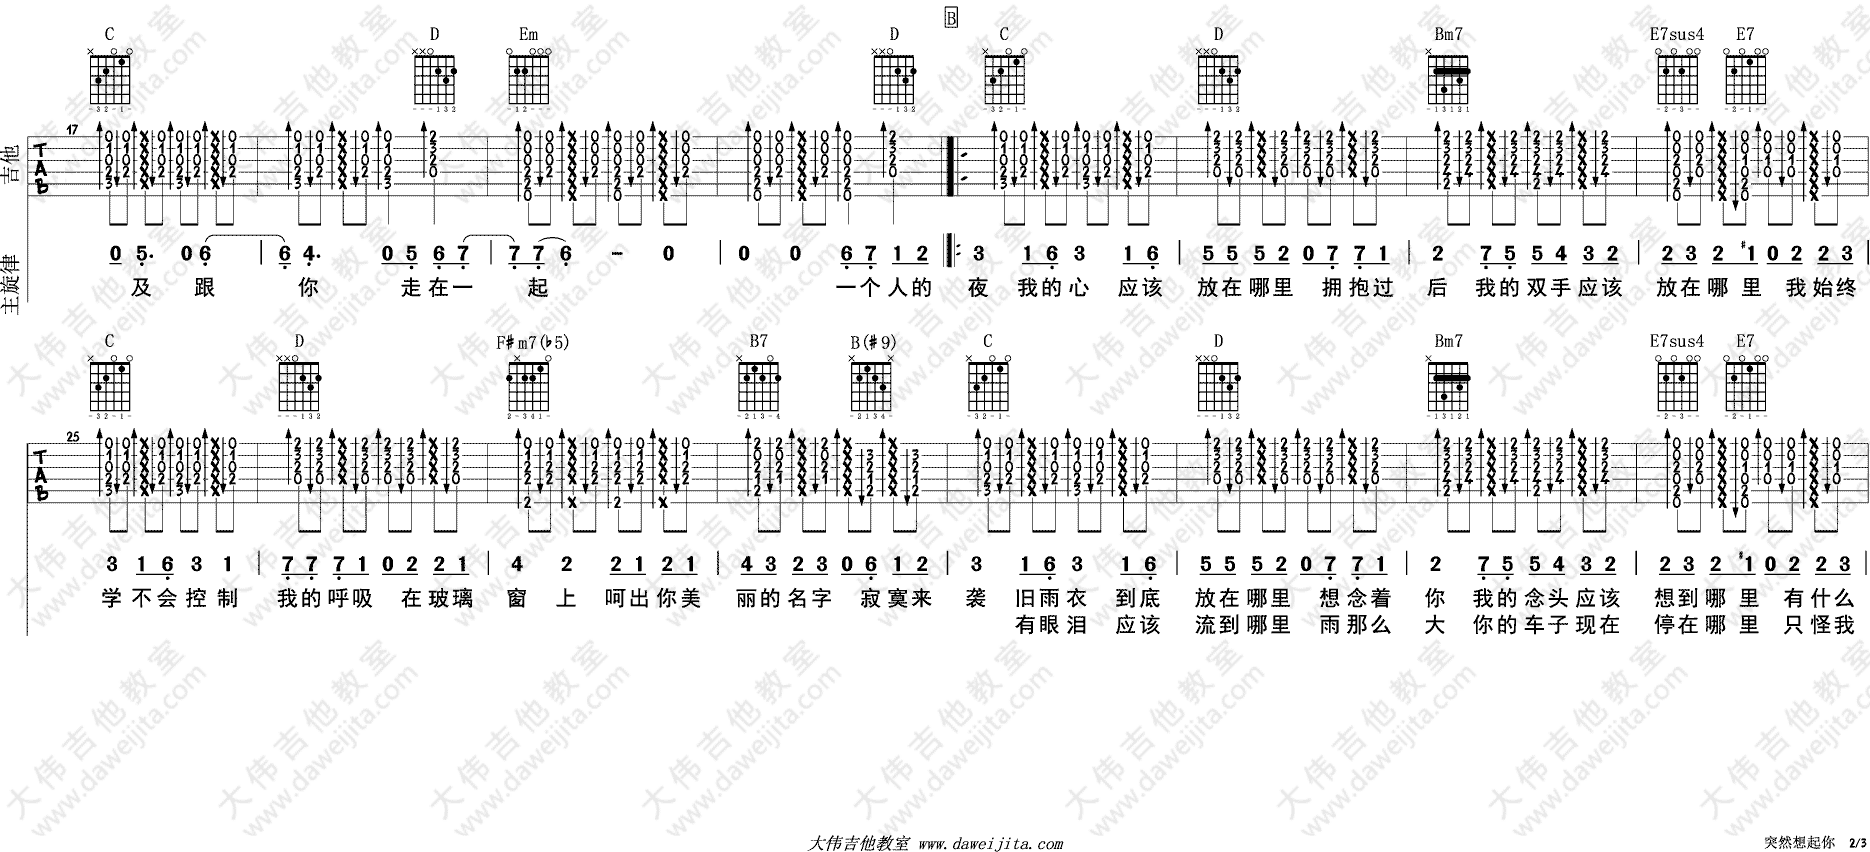 B
C D Em D C D Bm7 E7sus4 E7
17
吉他
TAB
主旋律
0 5. 0 6 | 6 4. 0 5 6 7 | 7 7 6 - 0 | 0 0 6 7 1 2 |: 3 1 6 3 1 6 | 5 5 5 2 0 7 7 1 | 2 7 5 5 4 3 2 | 2 3 2 #1 0 2 2 3
及 跟 你 走在一 起 一个人的 夜 我的心 应该 放在哪里 拥抱过 后 我的双手应该 放在哪里 我始终
C D F#m7(b5) B7 B(#9) C D Bm7 E7sus4 E7
25
TAB
3 1 6 3 1 | 7 7 7 1 0 2 2 1 | 4 2 2 1 2 1 | 4 3 2 3 0 6 1 2 | 3 1 6 3 1 6 | 5 5 5 2 0 7 7 1 | 2 7 5 5 4 3 2 | 2 3 2 #1 0 2 2 3
学 不会控制 我的呼吸 在玻璃 窗 上 呵出你美 丽的名字 寂寞来 袭 旧雨衣 到底 放在哪里 想念着 你 我的念头应该 想到哪里 有什么
有眼泪 应该 流到哪里 雨那么 大 你的车子现在 停在哪里 只怪我
大伟吉他教室 www.daweijita.com
突然想起你 2/3